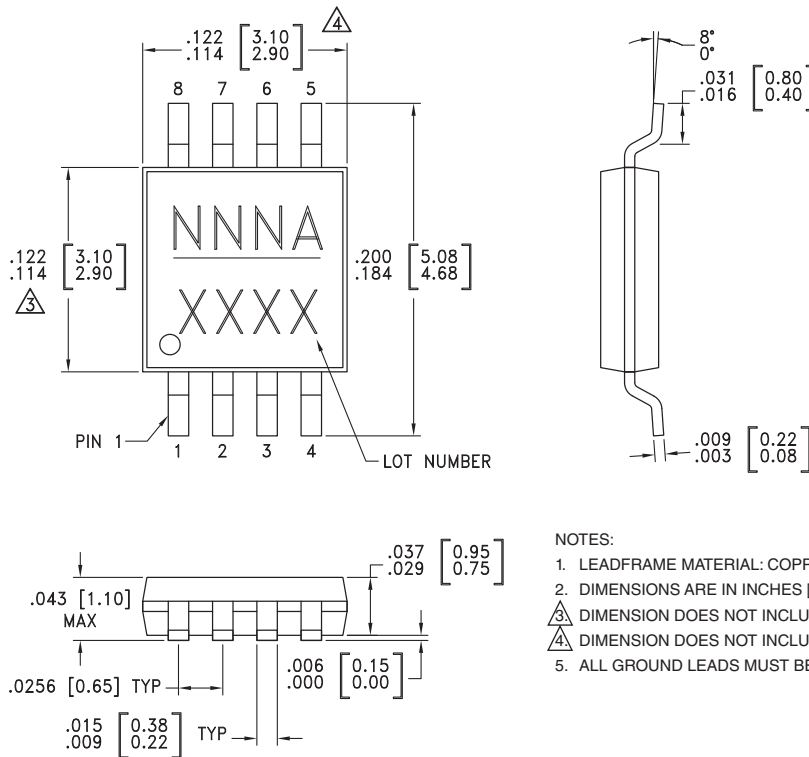 .122 [3.10]
.114 [2.90]
4
8 7 6 5
8°
0°
.031 [0.80]
.016 [0.40]
NNNA
XXXX
.122 [3.10]
.114 [2.90]
3
.200 [5.08]
.184 [4.68]
PIN 1
1 2 3 4
LOT NUMBER
.009 [0.22]
.003 [0.08]
.043 [1.10]
MAX
.037 [0.95]
.029 [0.75]
.0256 [0.65] TYP
.006 [0.15]
.000 [0.00]
.015 [0.38]
.009 [0.22]
TYP
NOTES:
1. LEADFRAME MATERIAL: COPP
2. DIMENSIONS ARE IN INCHES [
3. DIMENSION DOES NOT INCLU
4. DIMENSION DOES NOT INCLU
5. ALL GROUND LEADS MUST BE